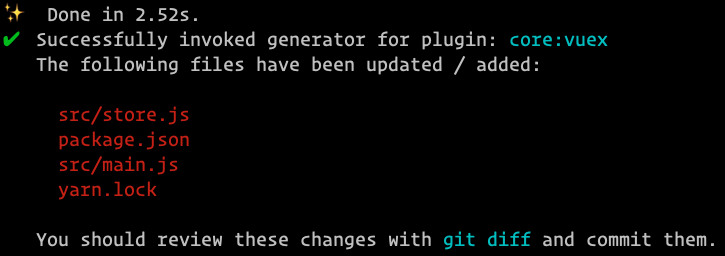 ✨ Done in 2.52s.
✔ Successfully invoked generator for plugin: core:vuex
The following files have been updated / added:
src/store.js
package.json
src/main.js
yarn.lock
You should review these changes with git diff and commit them.